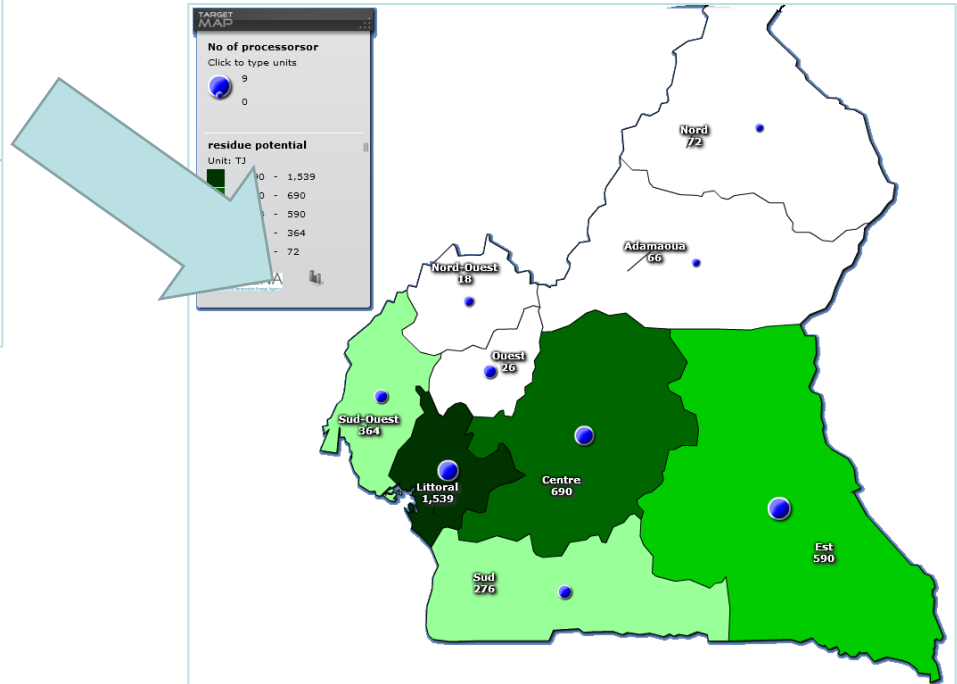 TARGET
MAP
No of processorsor
Click to type units
9
0
residue potential
Unit: TJ
- 1,539
- 690
- 590
- 364
- 72
Nord
72
Adamaoua
66
Nord-Ouest
18
Ouest
26
Sud-Ouest
364
Littoral
1,539
Centre
690
Est
590
Sud
276